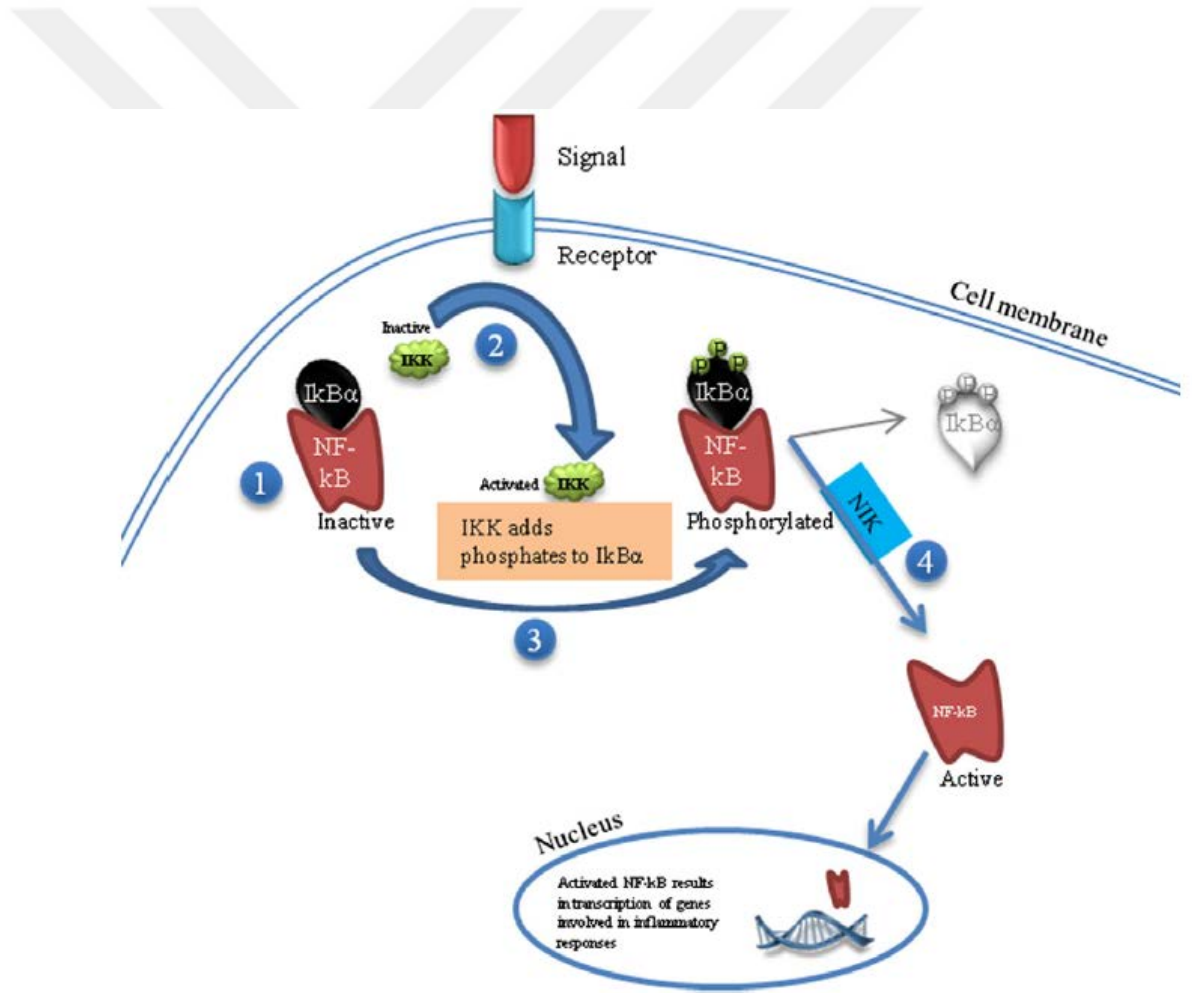 Signal
Receptor
Cell membrane
Inactive
IKK
2
IkBα
NF-
kB
1
Inactive
Activated
IKK
IKK adds
phosphates to IkBα
3
P
P
P
IkBα
NF-
kB
Phosphorylated
P
P
P
IkBα
NIK
4
NF-kB
Active
Nucleus
Activated NF-kB results
in transcription of genes
involved in inflammatory
responses